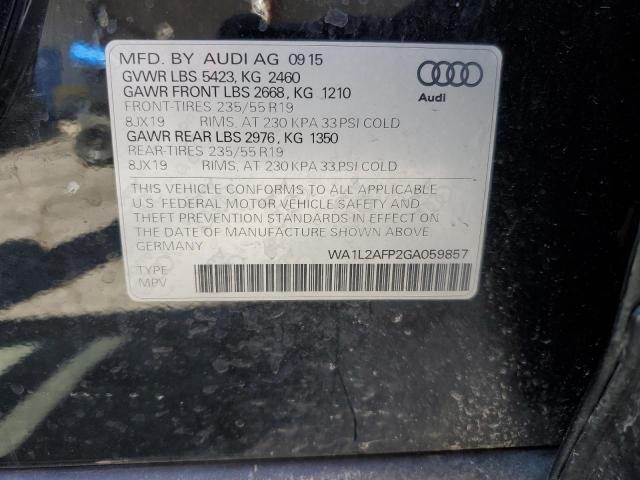 MFD. BY AUDI AG 09 15
GVWR LBS 5423, KG 2460
GAWR FRONT LBS 2668, KG 1210
FRONT-TIRES 235/55 R19
8JX19 RIMS, AT 230 KPA 33 PSI COLD
GAWR REAR LBS 2976, KG 1350
REAR-TIRES 235/55 R19
8JX19 RIMS, AT 230 KPA 33 PSI COLD
Audi
THIS VEHICLE CONFORMS TO ALL APPLICABLE
U.S. FEDERAL MOTOR VEHICLE SAFETY AND
THEFT PREVENTION STANDARDS IN EFFECT ON
THE DATE OF MANUFACTURE SHOWN ABOVE.
GERMANY
WA1L2AFP2GA059857
TYPE
MPV